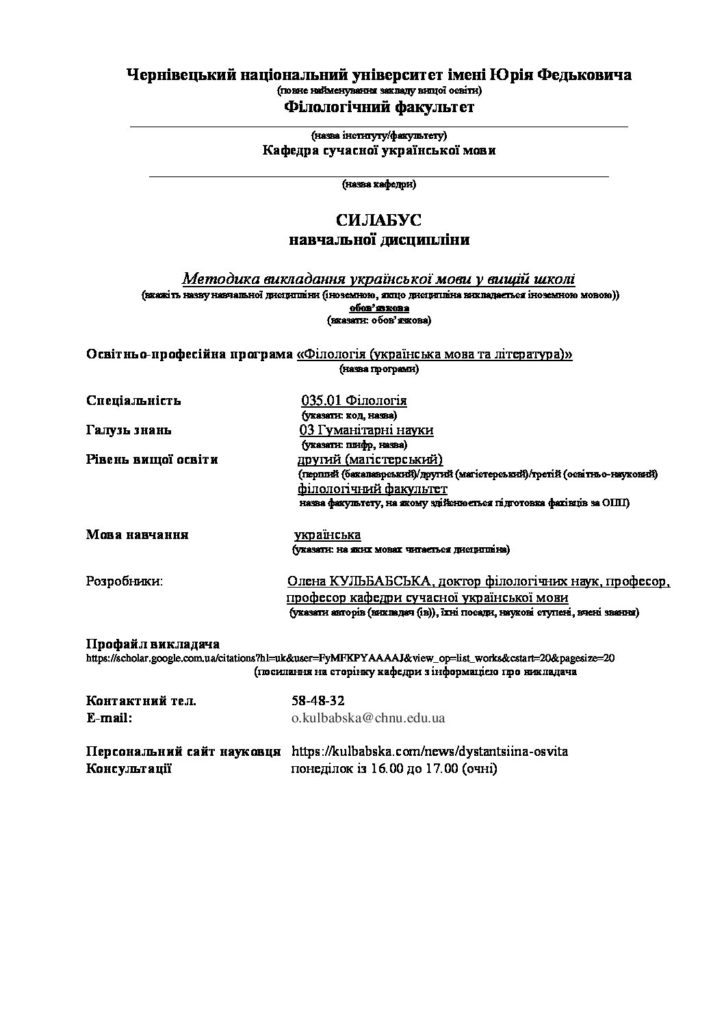 Чернівецький національний університет імені Юрія Федьковича
(повне найменування закладу вищої освіти)
Філологічний факультет
(назва інституту/факультету)
Кафедра сучасної української мови
(назва кафедри)
СИЛАБУС
навчальної дисципліни
Методика викладання української мови у вищій школі
(вкажіть назву навчальної дисципліни (іноземною, якщо дисципліна викладається іноземною мовою))
обов’язкова
(вказати: обов’язкова)
Освітньо-професійна програма «Філологія (українська мова та література)»
(назва програми)
Спеціальність 035.01 Філологія
(указати: код, назва)
Галузь знань 03 Гуманітарні науки
(указати: шифр, назва)
Рівень вищої освіти другий (магістерський)
(перший (бакалаврський)/другий (магістерський)/третій (освітньо-науковий)
філологічний факультет
назва факультету, на якому здійснюється підготовка фахівців за ОПП)
Мова навчання українська
(указати: на яких мовах читається дисципліна)
Розробники: Олена КУЛЬБАБСЬКА, доктор філологічних наук, професор,
професор кафедри сучасної української мови
(указати авторів (викладач (ів)), їхні посади, наукові ступені, вчені звання)
Профайл викладача
https://scholar.google.com.ua/citations?hl=uk&user=FyMFKPYAAAAJ&view_op=list_works&cstart=20&pagesize=20
(посилання на сторінку кафедри з інформацією про викладача
Контактний тел. 58-48-32
E-mail: o.kulbabska@chnu.edu.ua
Персональний сайт науковця https://kulbabska.com/news/dystantsiina-osvita
Консультації понеділок із 16.00 до 17.00 (очні)